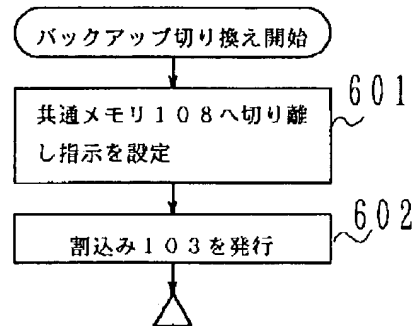 バックアップ切り換え開始
共通メモリ108へ切り離
し指示を設定
601
割込み103を発行
602